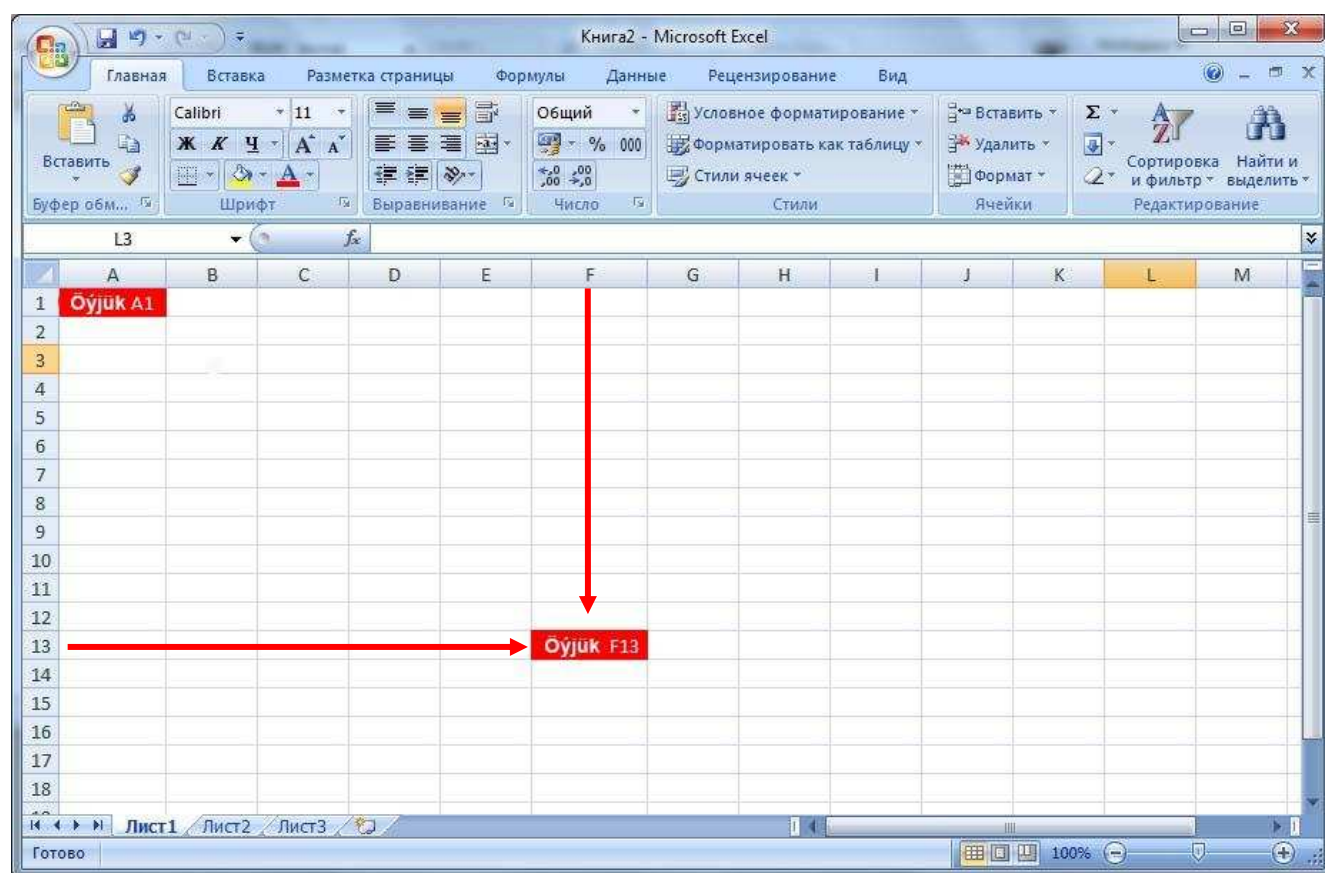 Книга2 - Microsoft Excel
Главная Вставка Разметка страницы Формулы Данные Рецензирование Вид
Вставить
Буфер обм...
Calibri 11
Ж К Ч
Шрифт
Выравнивание
Общий
% 000
Число
Условное форматирование
Форматировать как таблицу
Стили ячеек
Стили
Вставить
Удалить
Формат
Ячейки
Σ
Сортировка и фильтр
Найти и выделить
Редактирование
L3 fx
A B C D E F G H I J K L M
1 Öýjük A1
2
3
4
5
6
7
8
9
10
11
12
13 Öýjük F13
14
15
16
17
18
Лист1 Лист2 Лист3
Готово 100%